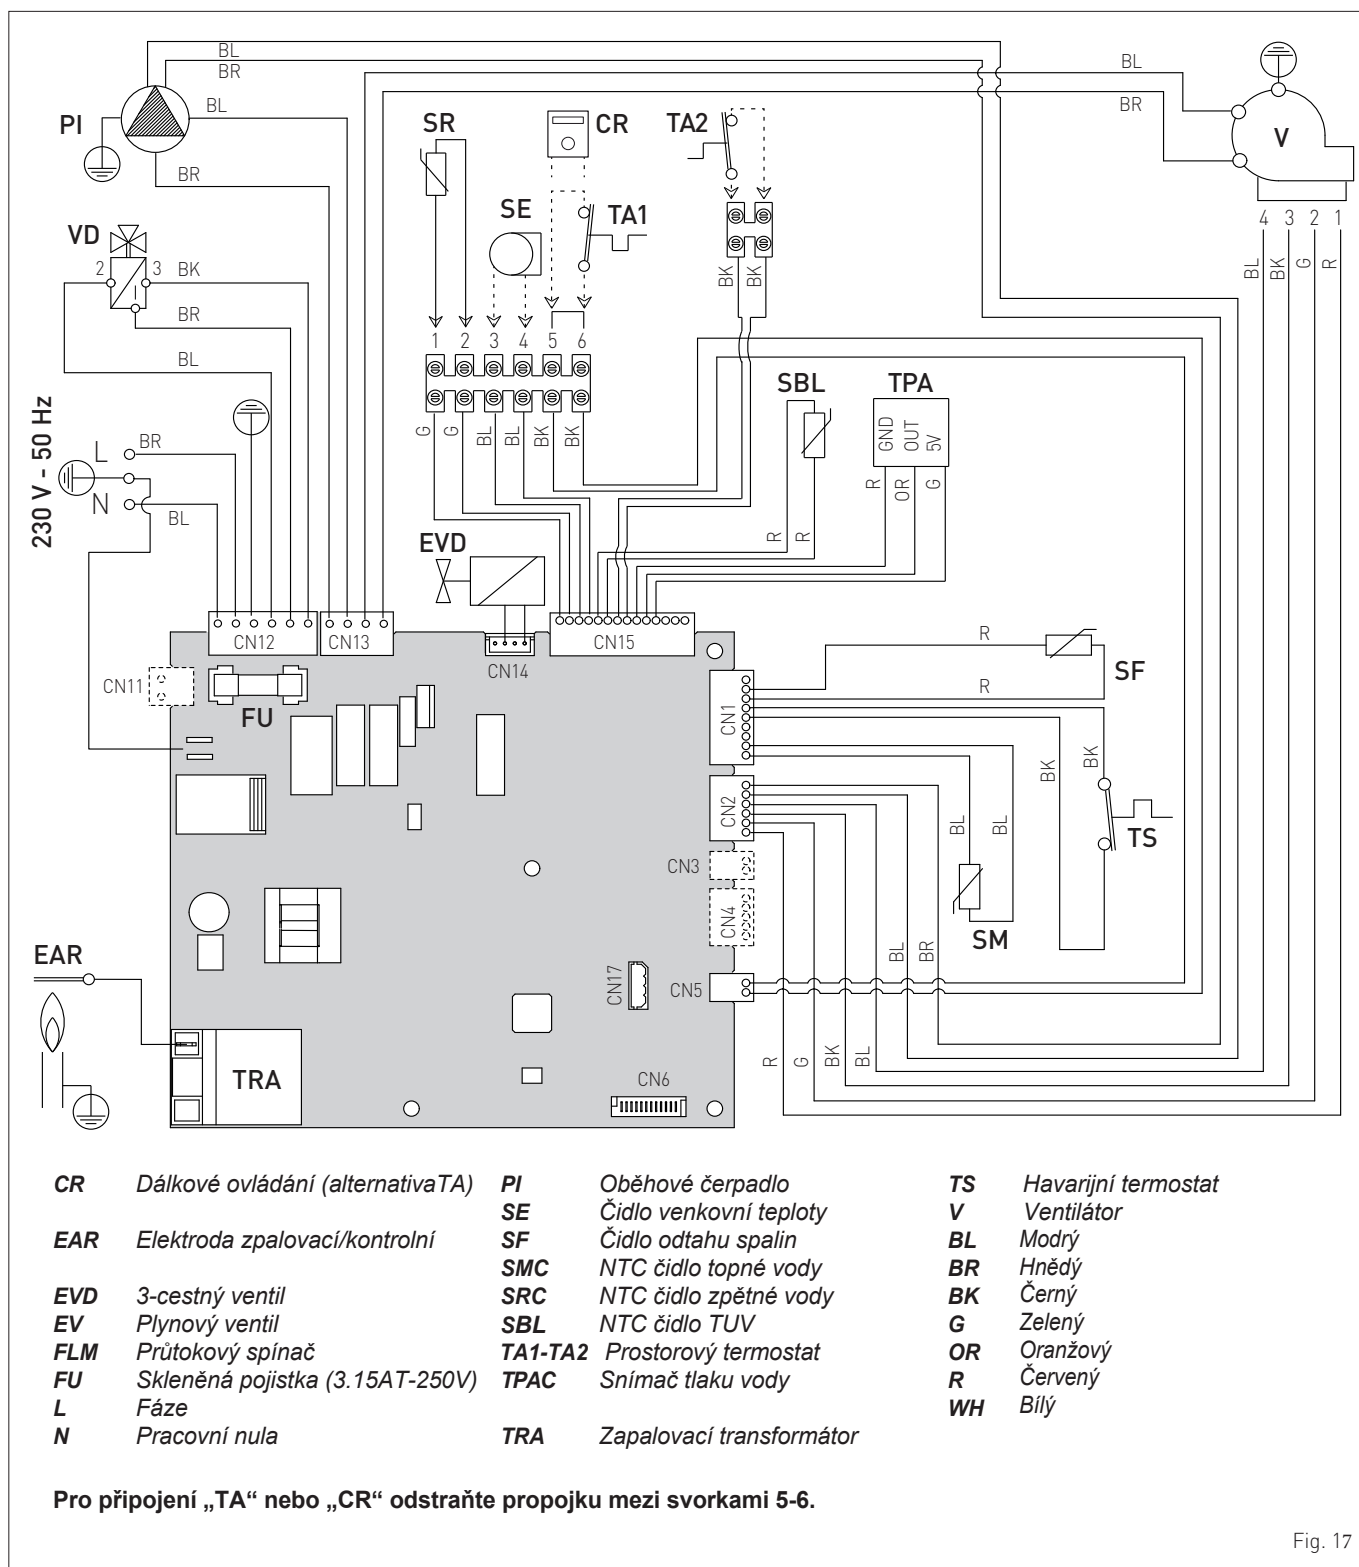 BL
BR
BL
BR
PI
BL
BR
SR
CR
TA2
V
SE
TA1
VD
2
3
BK
BR
BL
4
3
2
1
BL
BK
G
R
BK
BK
1
2
3
4
5
6
G
G
BL
BL
BK
BK
SBL
TPA
GND
OUT
5V
R
OR
G
R
R
230 V - 50 Hz
L
BR
N
BL
EVD
CN12
CN13
CN14
CN15
CN11
FU
R
R
SF
CN1
BK
BK
TS
CN2
BL
BL
SM
CN3
CN4
BL
BR
EAR
CN17
CN5
TRA
CN6
R
G
BK
BL
CR Dálkové ovládání (alternativaTA)
EAR Elektroda zpalovací/kontrolní
EVD 3-cestný ventil
EV Plynový ventil
FLM Průtokový spínač
FU Skleněná pojistka (3.15AT-250V)
L Fáze
N Pracovní nula
PI Oběhové čerpadlo
SE Čidlo venkovní teploty
SF Čidlo odtahu spalin
SMC NTC čidlo topné vody
SRC NTC čidlo zpětné vody
SBL NTC čidlo TUV
TA1-TA2 Prostorový termostat
TPAC Snímač tlaku vody
TRA Zapalovací transformátor
TS Havarijní termostat
V Ventilátor
BL Modrý
BR Hnědý
BK Černý
G Zelený
OR Oranžový
R Červený
WH Bílý
Pro připojení „TA“ nebo „CR“ odstraňte propojku mezi svorkami 5-6.
Fig. 17